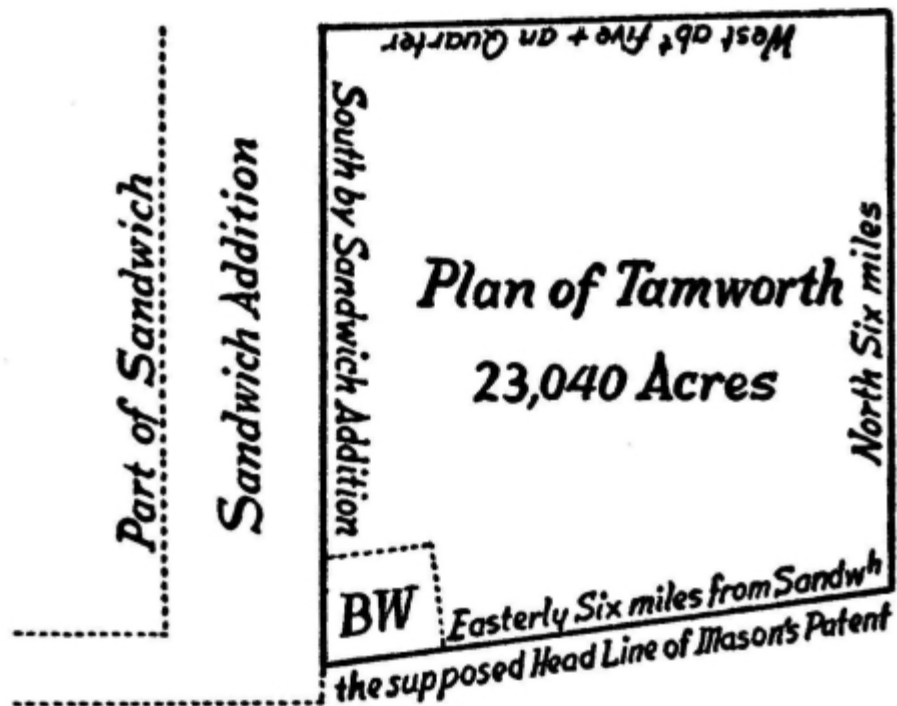 West abt five + an Quarter
Part of Sandwich
Sandwich Addition
South by Sandwich Addition
Plan of Tamworth
23,040 Acres
North Six miles
BW
Easterly Six miles from Sandwh
the supposed Head Line of Mason's Patent